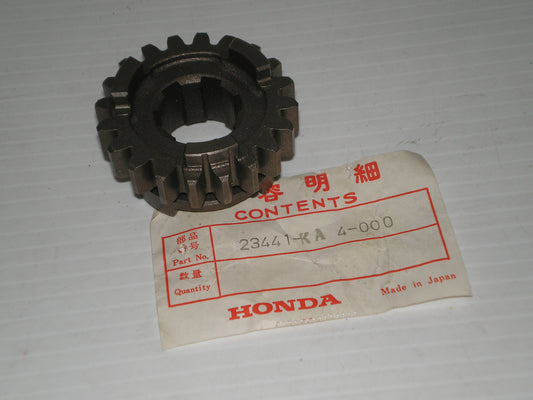 容明細
CONTENTS
部品
番号
Part No.
23441-KA 4-000
数量
Quantity
HONDA
Made in Japan